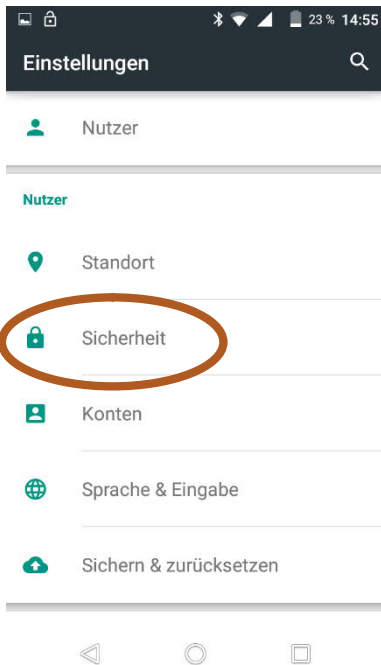 23 % 14:55
Einstellungen
Nutzer
Nutzer
Standort
Sicherheit
Konten
Sprache & Eingabe
Sichern & zurücksetzen